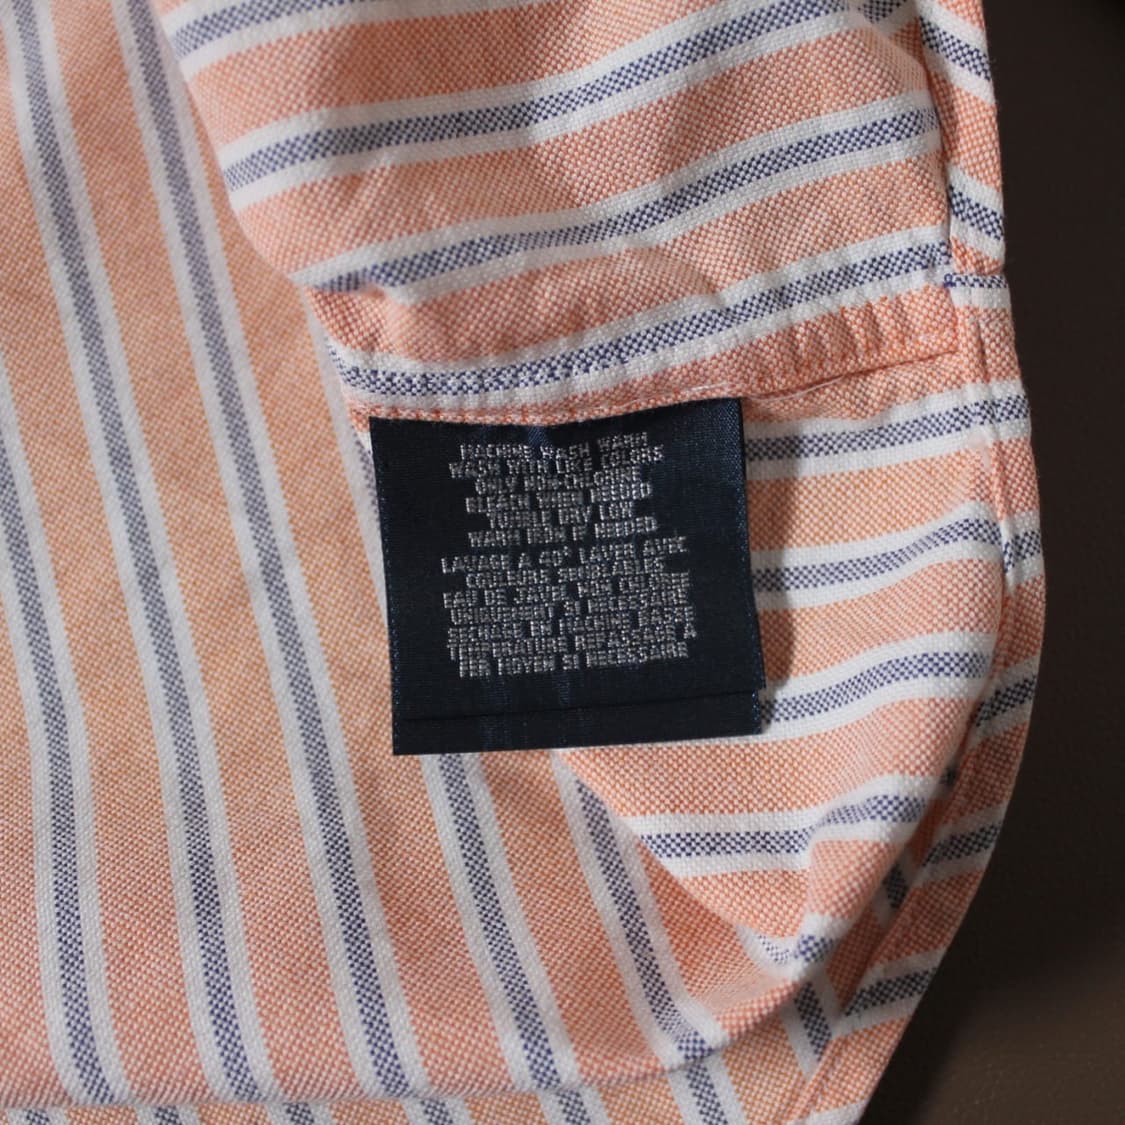 MACHINE WASH WARM
WASH WITH LIKE COLORS
ONLY NON-CHLORINE
BLEACH WHEN NEEDED
TUMBLE DRY LOW
WARM IRON IF NEEDED
LAVAGE A LAVER AVEC
COULEURS SEMBLABLES
EAU DE JAVEL NON CHLOREE
UNIQUEMENT SI NECESSAIRE
SECHAGE EN MACHINE BASSE
TEMPERATURE REPASSAGE A
FER MOYEN SI NECESSAIRE